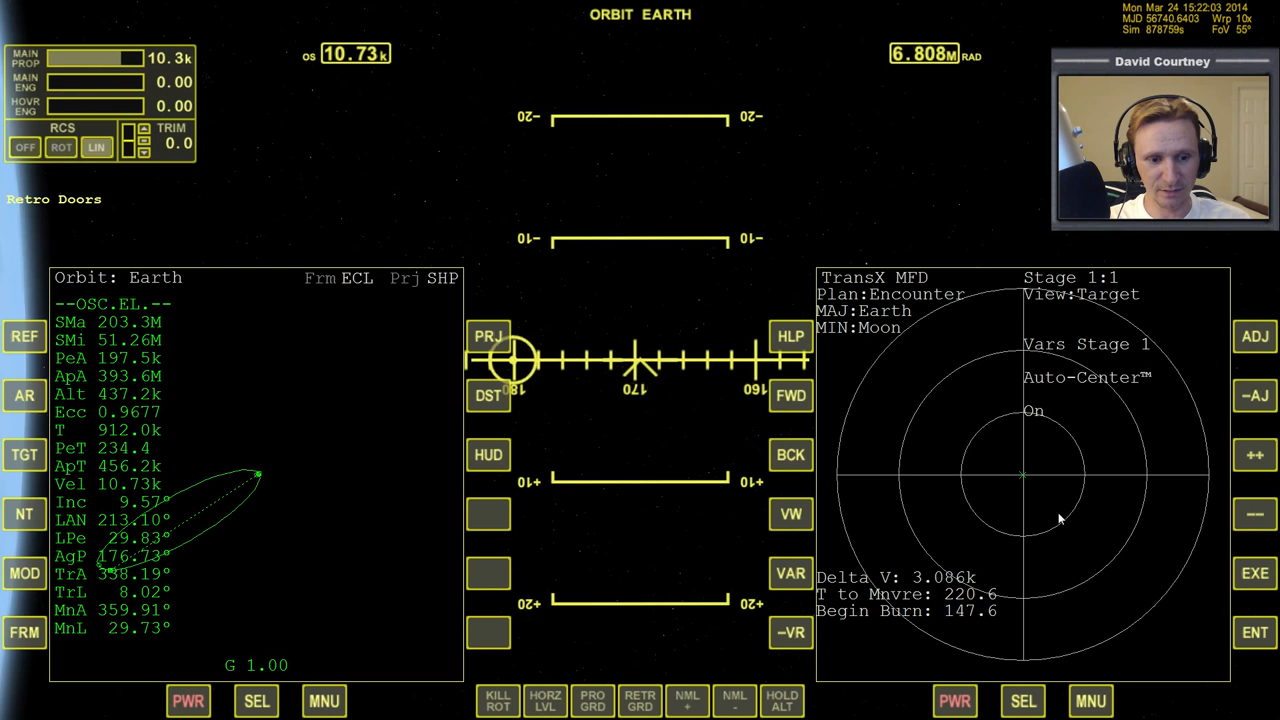 ORBIT EARTH
Mon Mar 24 15:22:03 2014
MJD 56740.6403 Wrp 10x
Sim 878759s FoV 55°
MAIN PROP 10.3k
MAIN ENG 0.00
HOVR ENG 0.00
RCS
OFF ROT LIN
TRIM
0.0
OS 10.73k
6.808M RAD
David Courtney
Retro Doors
20- 20-
10- 10-
180 170 160
10+ 10+
20+ 20+
Orbit: Earth Frm ECL Prj SHP
--OSC.EL.--
SMa 203.3M
SMi 51.26M
PeA 197.5k
ApA 393.6M
Alt 437.2k
Ecc 0.9677
T 912.0k
PeT 234.4
ApT 456.2k
Vel 10.73k
Inc 9.57°
LAN 213.10°
LPe 29.83°
AgP 176.73°
TrA 338.19°
TrL 8.02°
MnA 359.91°
MnL 29.73°
G 1.00
REF
AR
TGT
NT
MOD
FRM
PRJ
DST
HUD
PWR SEL MNU
KILL ROT
HORZ LVL
PRO GRD
RETR GRD
NML +
NML -
HOLD ALT
HLP
FWD
BCK
VW
VAR
-VR
TransX MFD Stage 1:1
Plan:Encounter View:Target
MAJ:Earth
MIN:Moon
Vars Stage 1
Auto-Center™
On
Delta V: 3.086k
T to Mnvre: 220.6
Begin Burn: 147.6
ADJ
-AJ
++
--
EXE
ENT
PWR SEL MNU